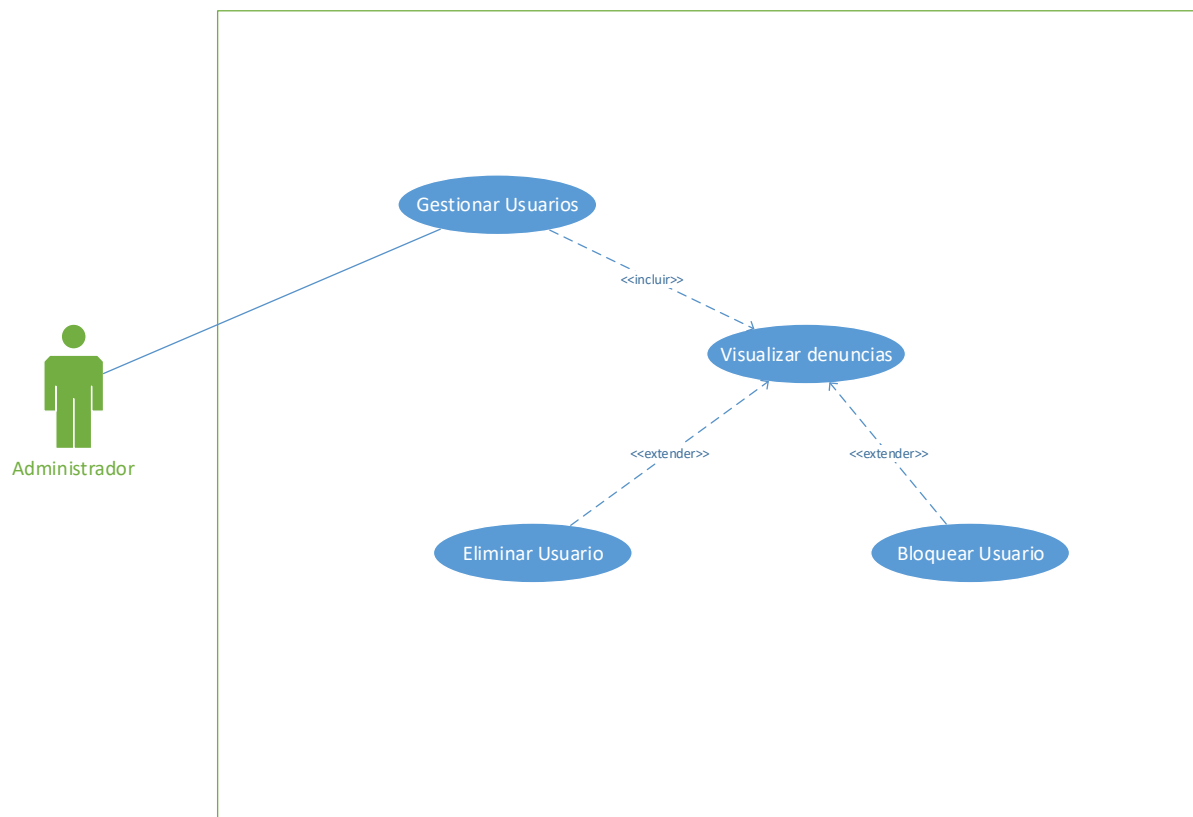 Gestionar Usuarios
<<incluir>>
Visualizar denuncias
<<extender>>
<<extender>>
Administrador
Eliminar Usuario
Bloquear Usuario